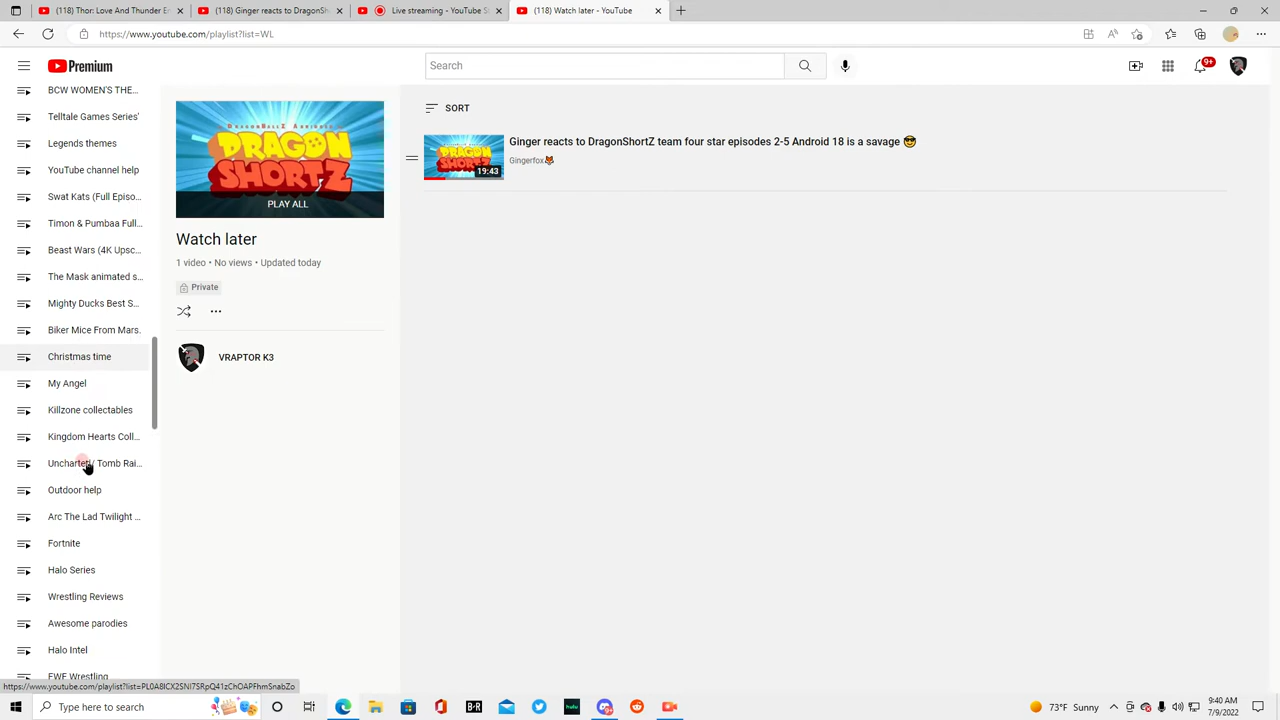 (118) Thor: Love And Thunder E
(118) Ginger reacts to DragonSh
Live streaming - YouTube S
(118) Watch later - YouTube
https://www.youtube.com/playlist?list=WL
Premium
Search
9+
BCW WOMEN'S THE...
Telltale Games Series'
Legends themes
YouTube channel help
Swat Kats (Full Episo...
Timon & Pumbaa Full...
Beast Wars (4K Upsc...
The Mask animated s...
Mighty Ducks Best S...
Biker Mice From Mars.
Christmas time
My Angel
Killzone collectables
Kingdom Hearts Coll...
Uncharted/ Tomb Rai...
Outdoor help
Arc The Lad Twilight ...
Fortnite
Halo Series
Wrestling Reviews
Awesome parodies
Halo Intel
EWE Wrestling
DRAGONBALL Z ABRIDGED
DRAGON
SHORTZ
PLAY ALL
Watch later
1 video • No views • Updated today
Private
VRAPTOR K3
SORT
DRAGON
SHORTZ
19:43
Ginger reacts to DragonShortZ team four star episodes 2-5 Android 18 is a savage 😎
Gingerfox🦊
Type here to search
B·R
hulu
73°F Sunny
9:40 AM
7/9/2022